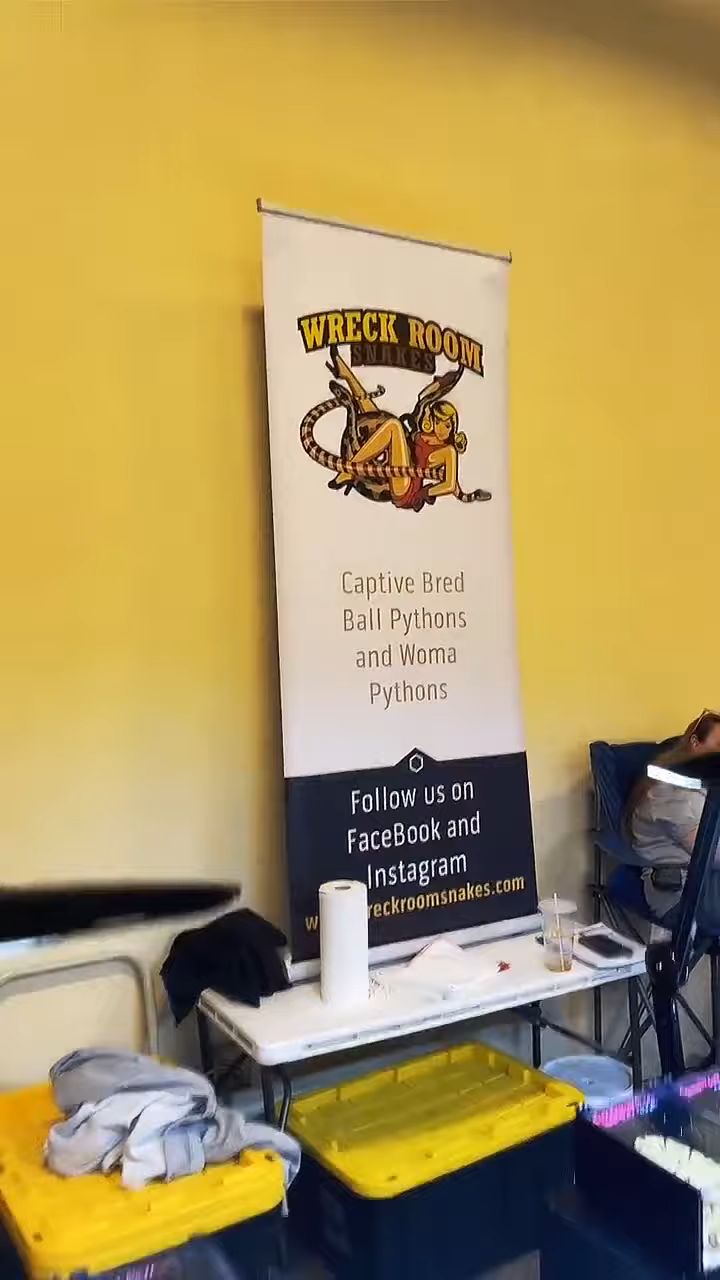 WRECK ROOM
SNAKES
Captive Bred
Ball Pythons
and Woma
Pythons
Follow us on
FaceBook and
Instagram
reckroomsnakes.com